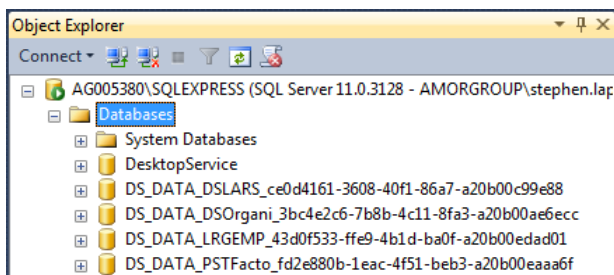 Object Explorer
Connect
AG005380\SQLEXPRESS (SQL Server 11.0.3128 - AMORGROUP\stephen.lap
Databases
System Databases
DesktopService
DS_DATA_DSLARS_ce0d4161-3608-40f1-86a7-a20b00c99e88
DS_DATA_DSOrgani_3bc4e2c6-7b8b-4c11-8fa3-a20b00ae6ecc
DS_DATA_LRGEMP_43d0f533-ffe9-4b1d-ba0f-a20b00edad01
DS_DATA_PSTFacto_fd2e880b-1eac-4f51-beb3-a20b00eaaa6f